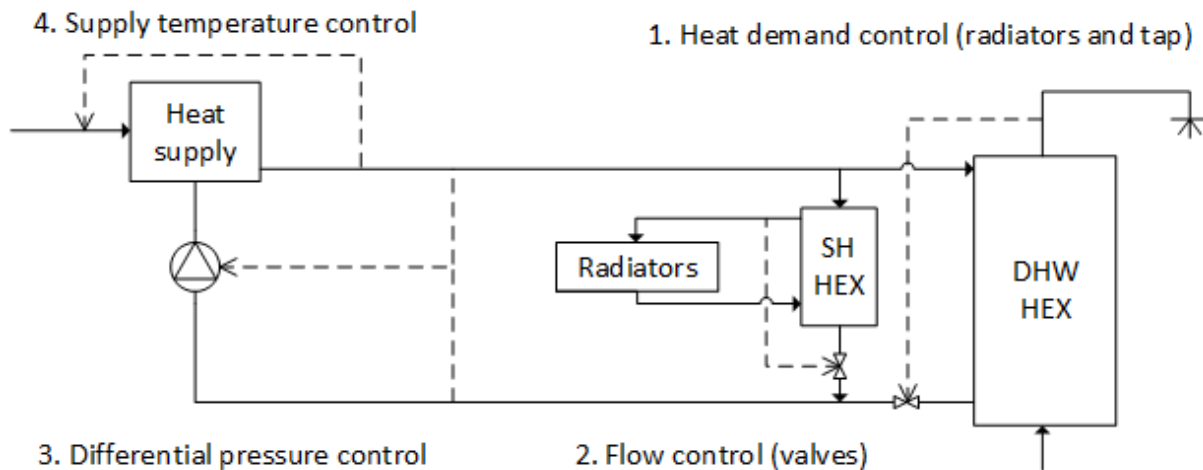 4. Supply temperature control
1. Heat demand control (radiators and tap)
Heat
supply
Radiators
SH
HEX
DHW
HEX
3. Differential pressure control
2. Flow control (valves)